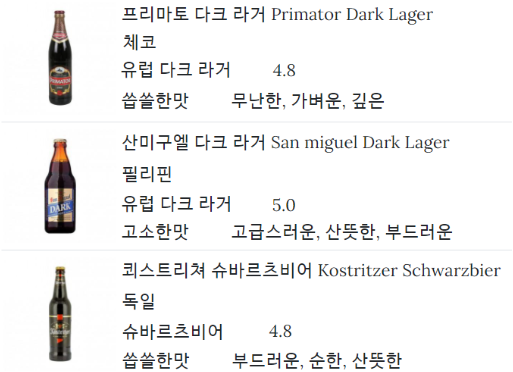 프리마토 다크 라거 Primator Dark Lager
체코
유럽 다크 라거 4.8
씁쓸한맛 무난한, 가벼운, 깊은
산미구엘 다크 라거 San miguel Dark Lager
필리핀
유럽 다크 라거 5.0
고소한맛 고급스러운, 산뜻한, 부드러운
DARK
쾨스트리쳐 슈바르츠비어 Kostritzer Schwarzbier
독일
슈바르츠비어 4.8
씁쓸한맛 부드러운, 순한, 산뜻한